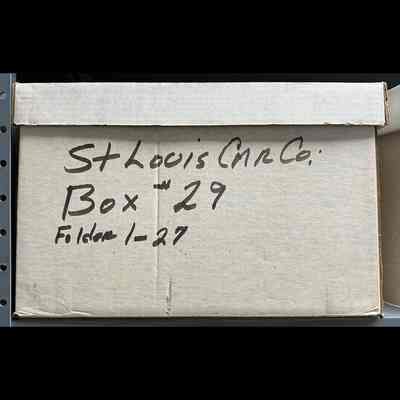 St Louis Car Co.
Box #29
Folder 1-27